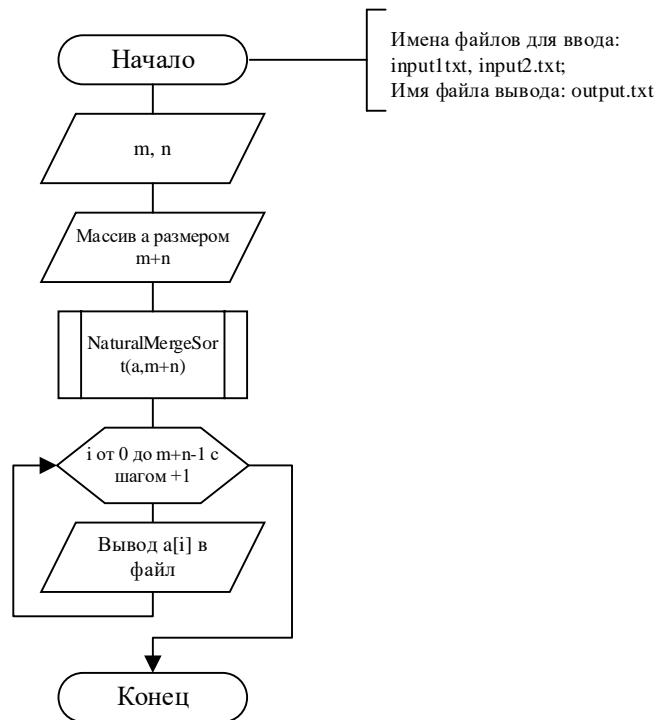 Начало
Имена файлов для ввода:
input1txt, input2.txt;
Имя файла вывода: output.txt
m, n
Массив a размером
m+n
NaturalMergeSor
t(a,m+n)
i от 0 до m+n-1 с
шагом +1
Вывод a[i] в
файл
Конец